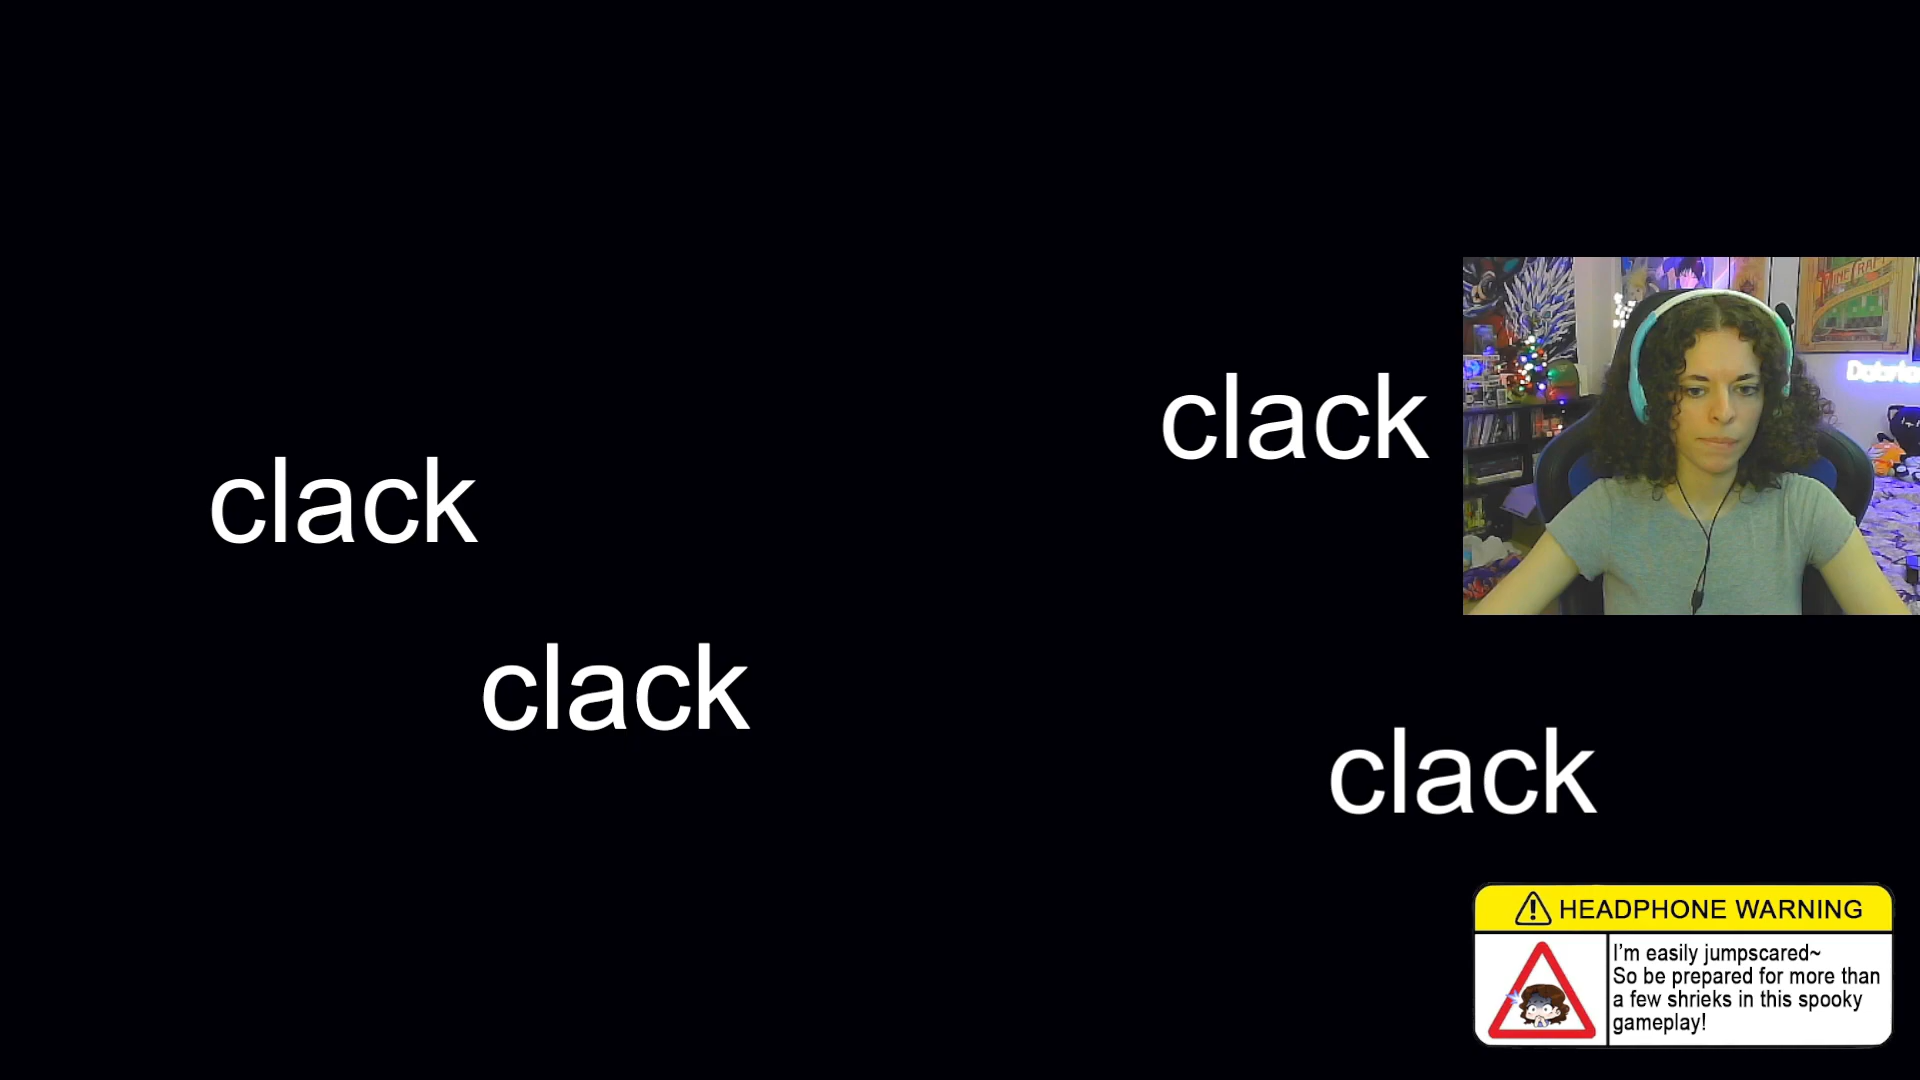 clack
clack
clack
clack
HEADPHONE WARNING
I'm easily jumpscared~
So be prepared for more than
a few shrieks in this spooky
gameplay!